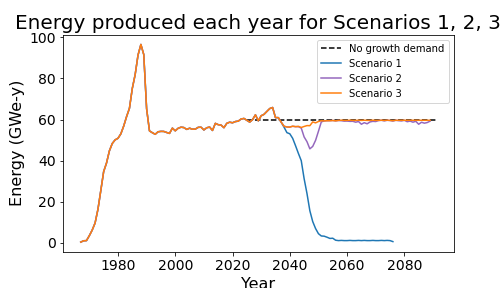 Energy produced each year for Scenarios 1, 2, 3
Energy (GWe-y)
100
80
60
40
20
0
No growth demand
Scenario 1
Scenario 2
Scenario 3
1980
2000
2020
2040
2060
2080
Year